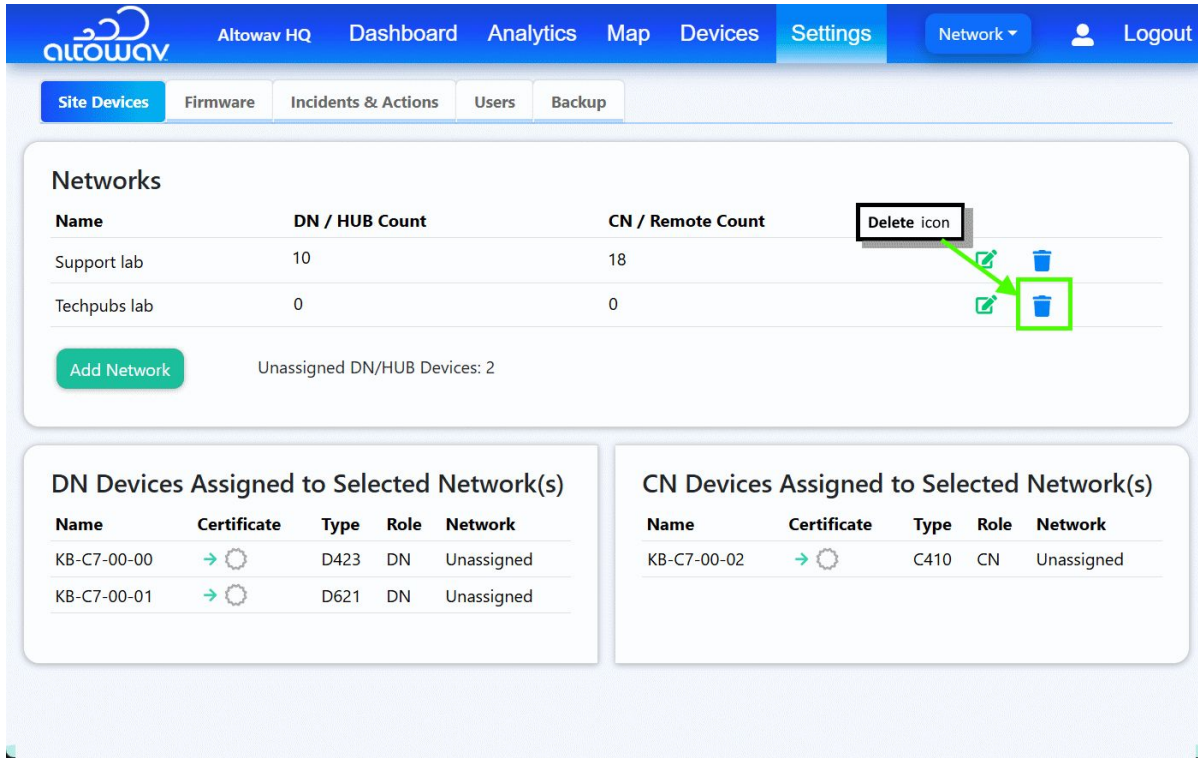 altowav
Altowav HQ Dashboard Analytics Map Devices Settings Network Logout
Site Devices Firmware Incidents & Actions Users Backup
Networks
Name DN / HUB Count CN / Remote Count
Delete icon
Support lab 10 18
Techpubs lab 0 0
Add Network Unassigned DN/HUB Devices: 2
DN Devices Assigned to Selected Network(s)
Name Certificate Type Role Network
KB-C7-00-00 D423 DN Unassigned
KB-C7-00-01 D621 DN Unassigned
CN Devices Assigned to Selected Network(s)
Name Certificate Type Role Network
KB-C7-00-02 C410 CN Unassigned